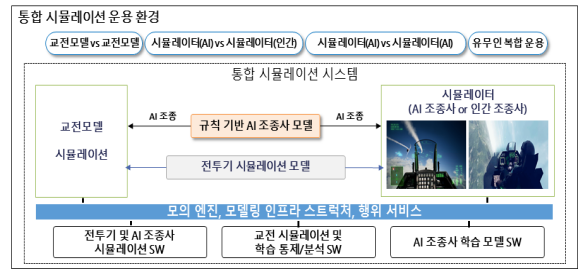 통합 시뮬레이션 운용 환경
교전모델 vs 교전모델
시뮬레이터(AI) vs 시뮬레이터(인간)
시뮬레이터(AI) vs 시뮬레이터(AI)
유무인 복합 운용
통합 시뮬레이션 시스템
교전모델
시뮬레이션
AI 조종
규칙 기반 AI 조종사 모델
AI 조종
전투기 시뮬레이션 모델
시뮬레이터
(AI 조종사 or 인간 조종사)
모의 엔진, 모델링 인프라 스트럭처, 행위 서비스
전투기 및 AI 조종사
시뮬레이션 SW
교전 시뮬레이션 및
학습 통제/분석 SW
AI 조종사 학습 모델 SW